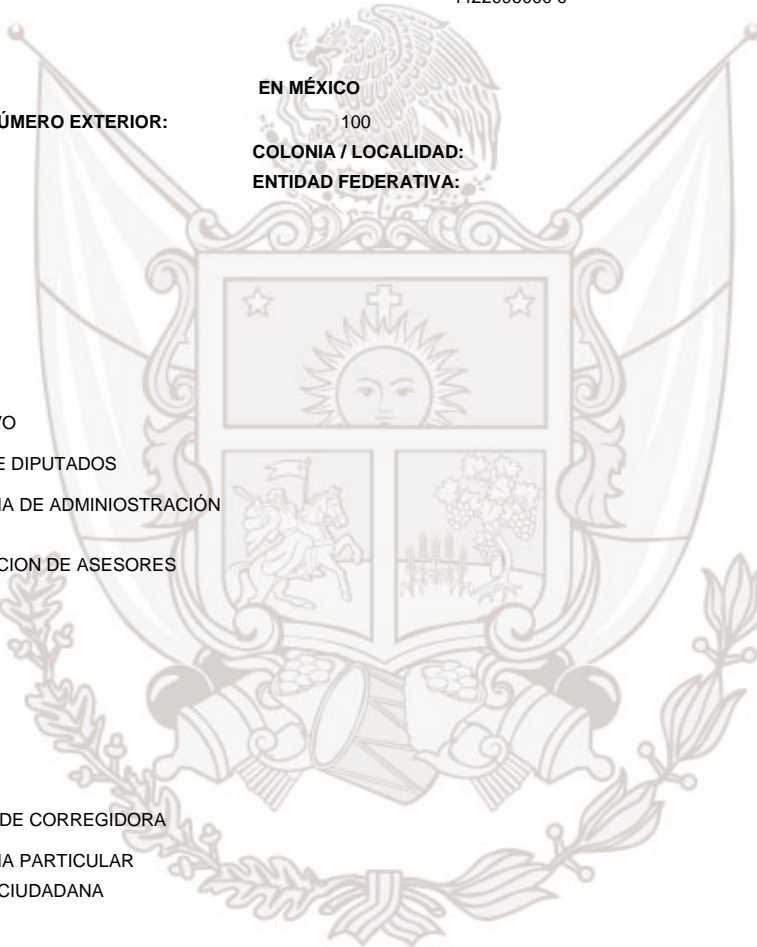 EN MÉXICO
ÚMERO EXTERIOR: 100
COLONIA / LOCALIDAD:
ENTIDAD FEDERATIVA:
VO
E DIPUTADOS
IA DE ADMINIOSTRACIÓN
CION DE ASESORES
DE CORREGIDORA
IA PARTICULAR
CIUDADANA